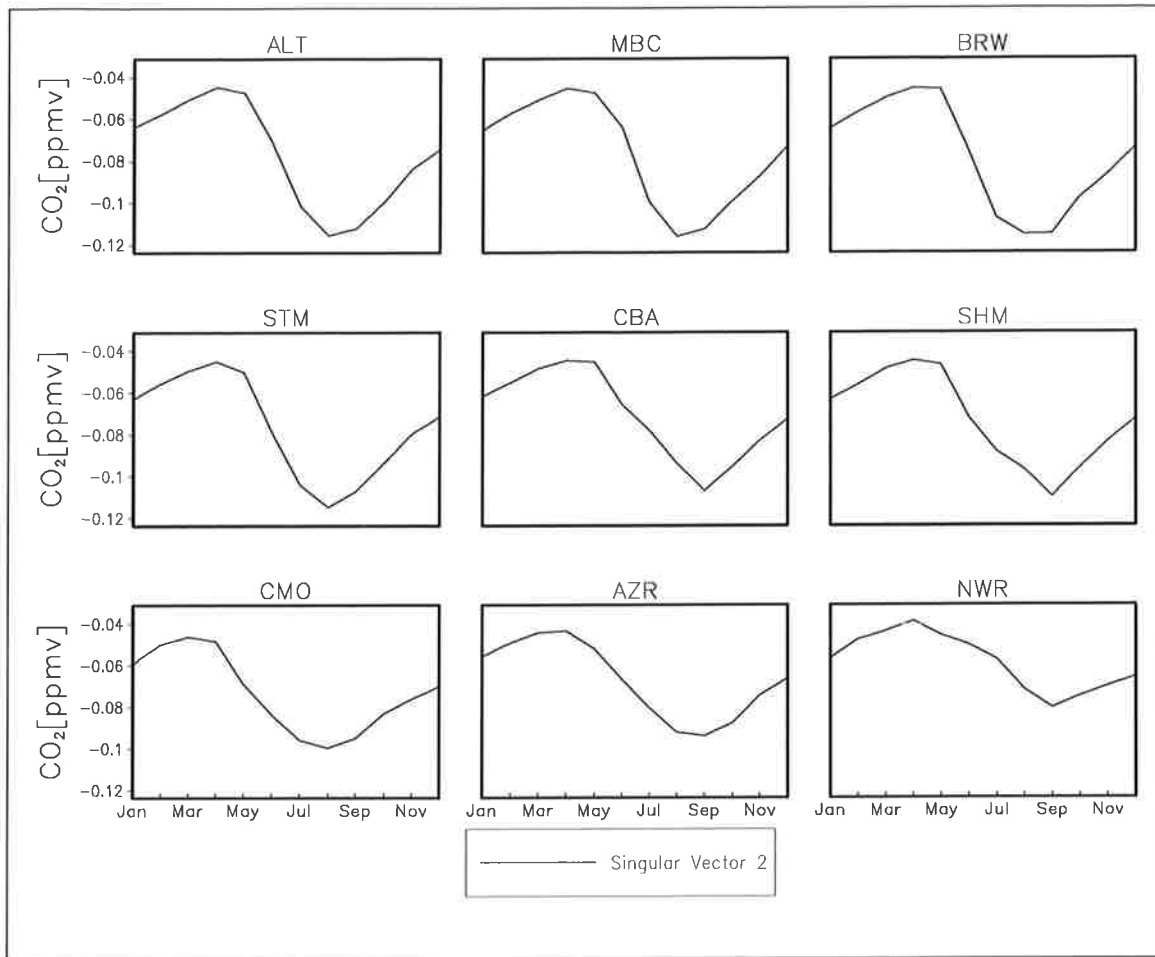 ALT MBC BRW
CO₂[ppmv]
-0.04
-0.06
-0.08
-0.1
-0.12
STM CBA SHM
CO₂[ppmv]
-0.04
-0.06
-0.08
-0.1
-0.12
CMO AZR NWR
CO₂[ppmv]
-0.04
-0.06
-0.08
-0.1
-0.12
Jan Mar May Jul Sep Nov Jan Mar May Jul Sep Nov Jan Mar May Jul Sep Nov
Singular Vector 2